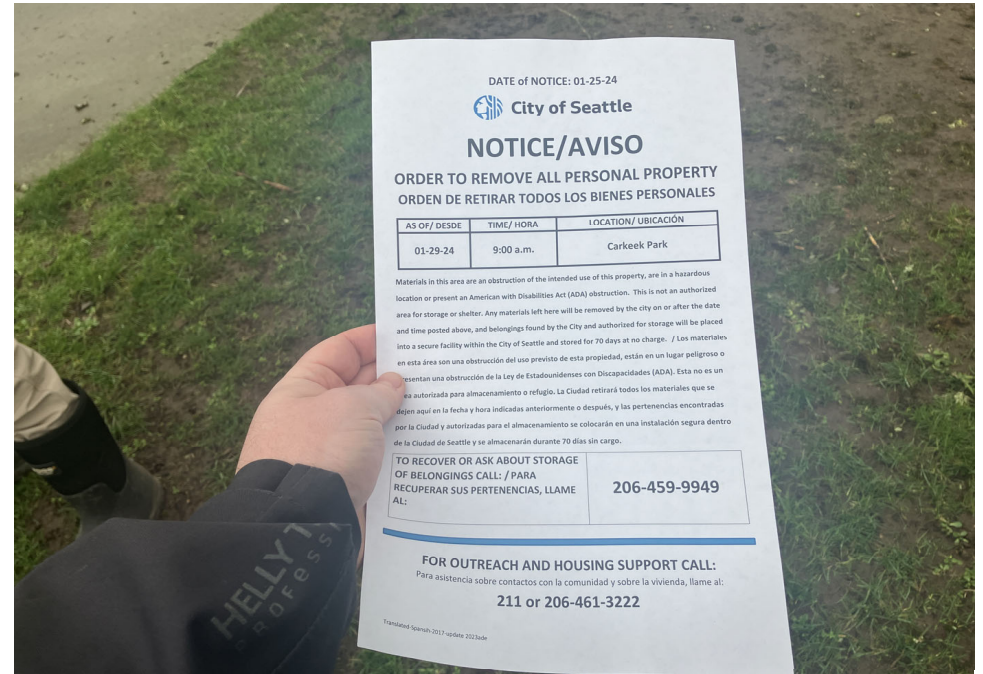 DATE of NOTICE: 01-25-24
City of Seattle
NOTICE/AVISO
ORDER TO REMOVE ALL PERSONAL PROPERTY
ORDEN DE RETIRAR TODOS LOS BIENES PERSONALES
AS OF/ DESDE TIME/ HORA LOCATION/ UBICACIÓN
01-29-24 9:00 a.m. Carkeek Park
Materials in this area are an obstruction of the intended use of this property, are in a hazardous
location or present an American with Disabilities Act (ADA) obstruction. This is not an authorized
area for storage or shelter. Any materials left here will be removed by the city on or after the date
and time posted above, and belongings found by the City and authorized for storage will be placed
into a secure facility within the City of Seattle and stored for 70 days at no charge. / Los materiales
en esta área son una obstrucción del uso previsto de esta propiedad, están en un lugar peligroso o
resentan una obstrucción de la Ley de Estadounidenses con Discapacidades (ADA). Esta no es un
ea autorizada para almacenamiento o refugio. La Ciudad retirará todos los materiales que se
dejen aquí en la fecha y hora indicadas anteriormente o después, y las pertenencias encontradas
por la Ciudad y autorizadas para el almacenamiento se colocarán en una instalación segura dentro
de la Ciudad de Seattle y se almacenarán durante 70 días sin cargo.
TO RECOVER OR ASK ABOUT STORAGE
OF BELONGINGS CALL: / PARA
RECUPERAR SUS PERTENENCIAS, LLAME
AL:
206-459-9949
FOR OUTREACH AND HOUSING SUPPORT CALL:
Para asistencia sobre contactos con la comunidad y sobre la vivienda, llame al:
211 or 206-461-3222
Translated-Spansih-2017-update 2023ade
HELLY